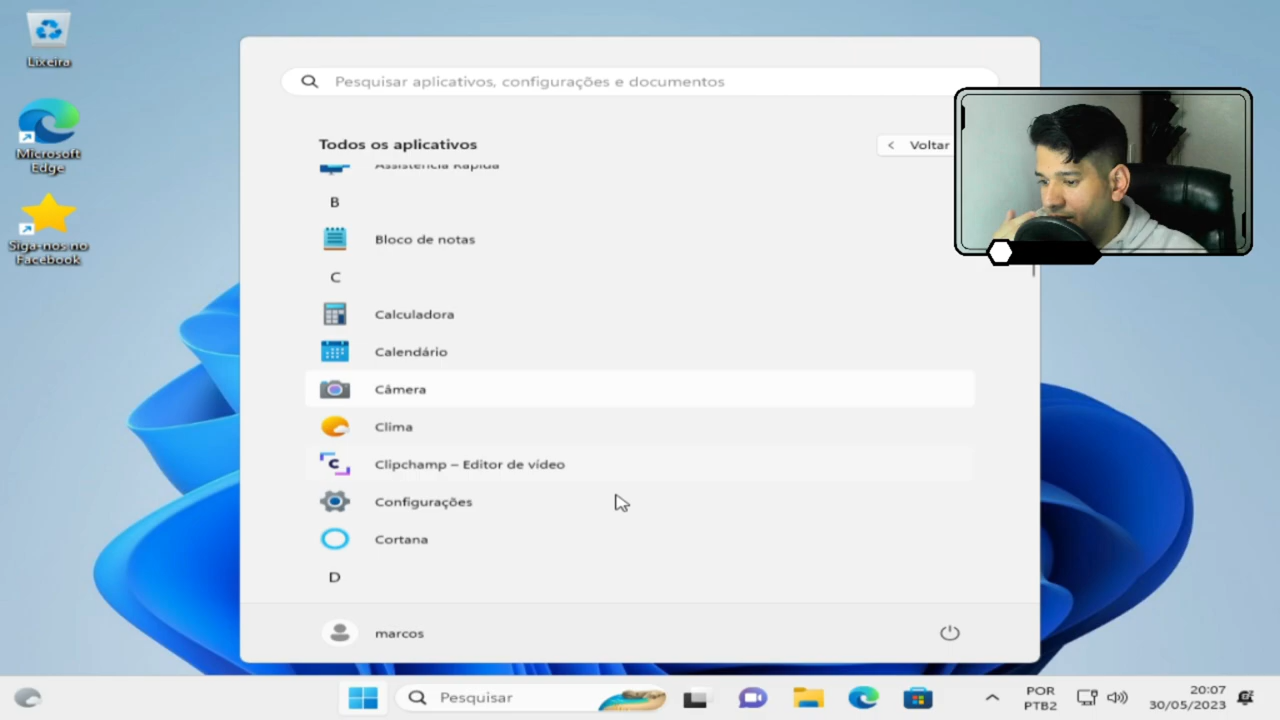 Lixeira
Microsoft
Edge
Siga-nos no
Facebook
Pesquisar aplicativos, configurações e documentos
Todos os aplicativos
Voltar
Assistência Rápida
B
Bloco de notas
C
Calculadora
Calendário
Câmera
Clima
Clipchamp – Editor de vídeo
Configurações
Cortana
D
marcos
Pesquisar
POR
PTB2
20:07
30/05/2023